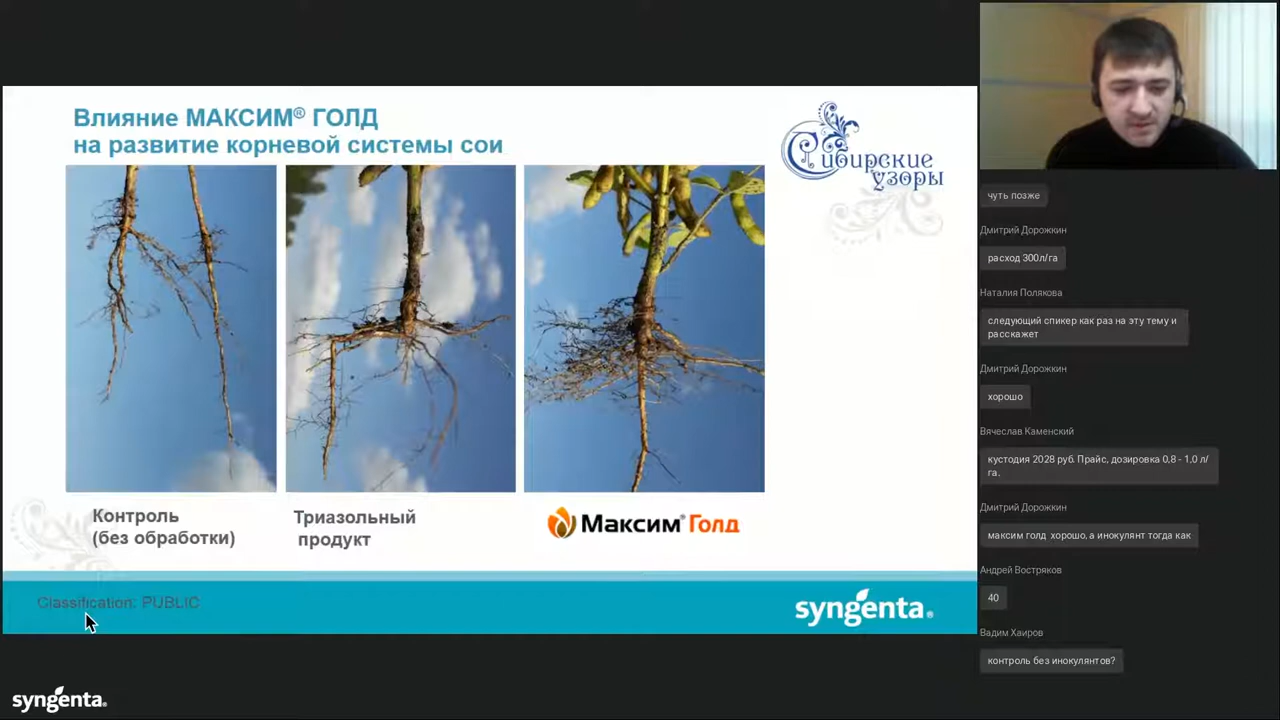 Влияние МАКСИМ® ГОЛД
на развитие корневой системы сои
Сибирские
узоры
Контроль
(без обработки)
Триазольный
продукт
Максим® Голд
Classification: PUBLIC
syngenta.
syngenta.
чуть позже
Дмитрий Дорожкин
расход 300л/га
Наталия Полякова
следующий спикер как раз на эту тему и
расскажет
Дмитрий Дорожкин
хорошо
Вячеслав Каменский
кустодия 2028 руб. Прайс, дозировка 0,8 - 1,0 л/
га.
Дмитрий Дорожкин
максим голд хорошо, а инокулянт тогда как
Андрей Востряков
40
Вадим Хаиров
контроль без инокулянтов?